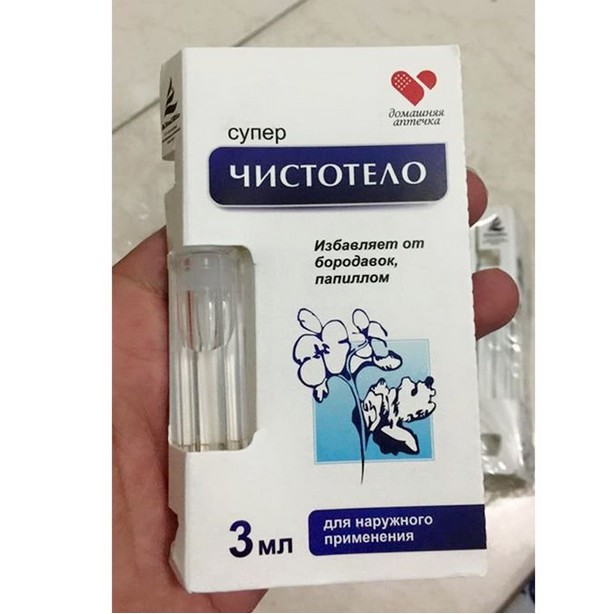 домашняя
аптечка
супер
ЧИСТОТЕЛО
Избавляет от
бородавок,
папиллом
3 мл
для наружного
применения